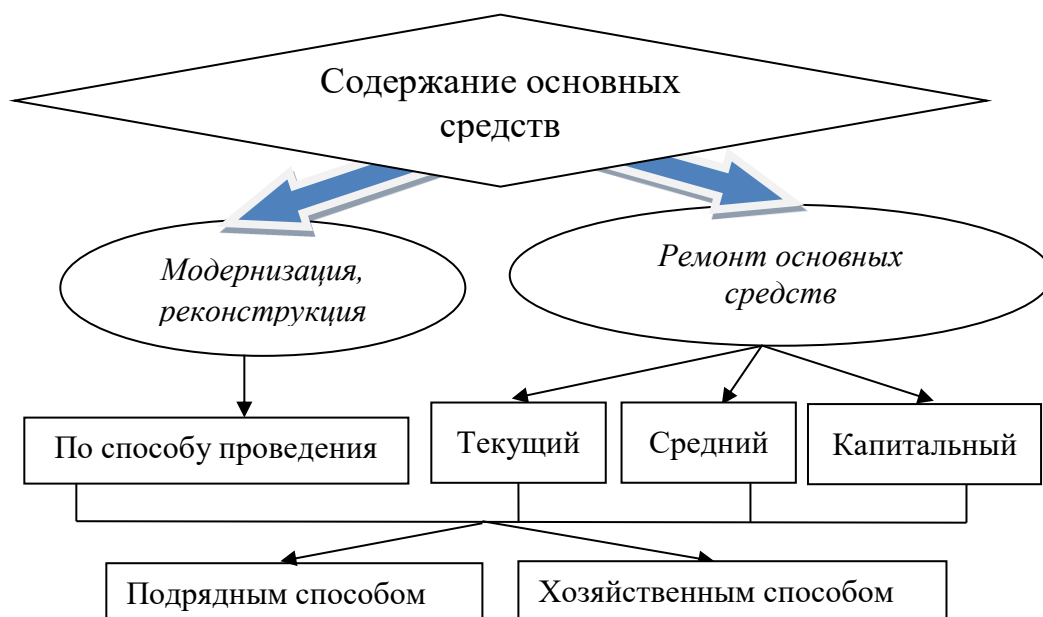 Содержание основных
средств
Модернизация,
реконструкция
Ремонт основных
средств
По способу проведения
Текущий
Средний
Капитальный
Подрядным способом
Хозяйственным способом